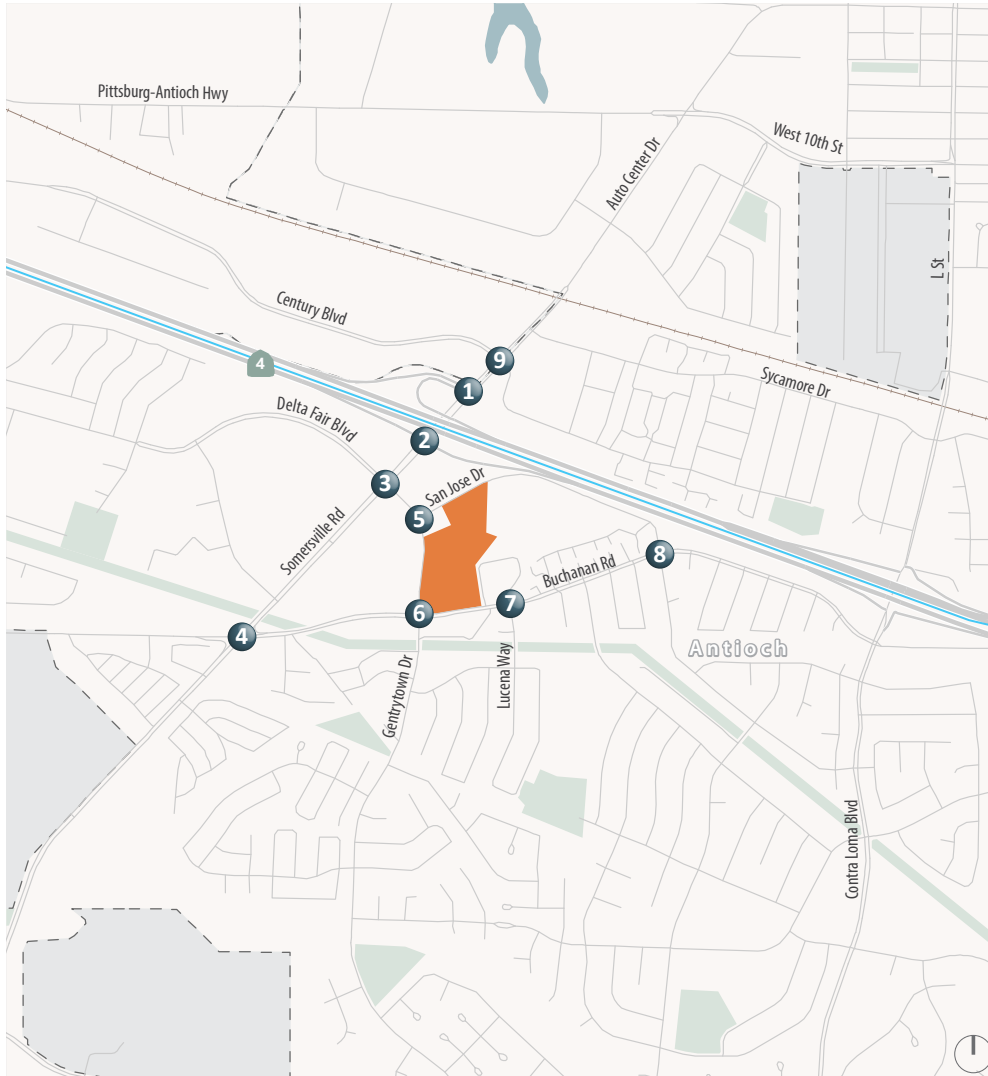 Pittsburg-Antioch Hwy
West 10th St
Auto Center Dr
L St
Century Blvd
9
4
1
Sycamore Dr
Delta Fair Blvd
2
3
San Jose Dr
5
Somersville Rd
8
Buchanan Rd
7
6
4
Antioch
Lucena Way
Gentrytown Dr
Contra Loma Blvd